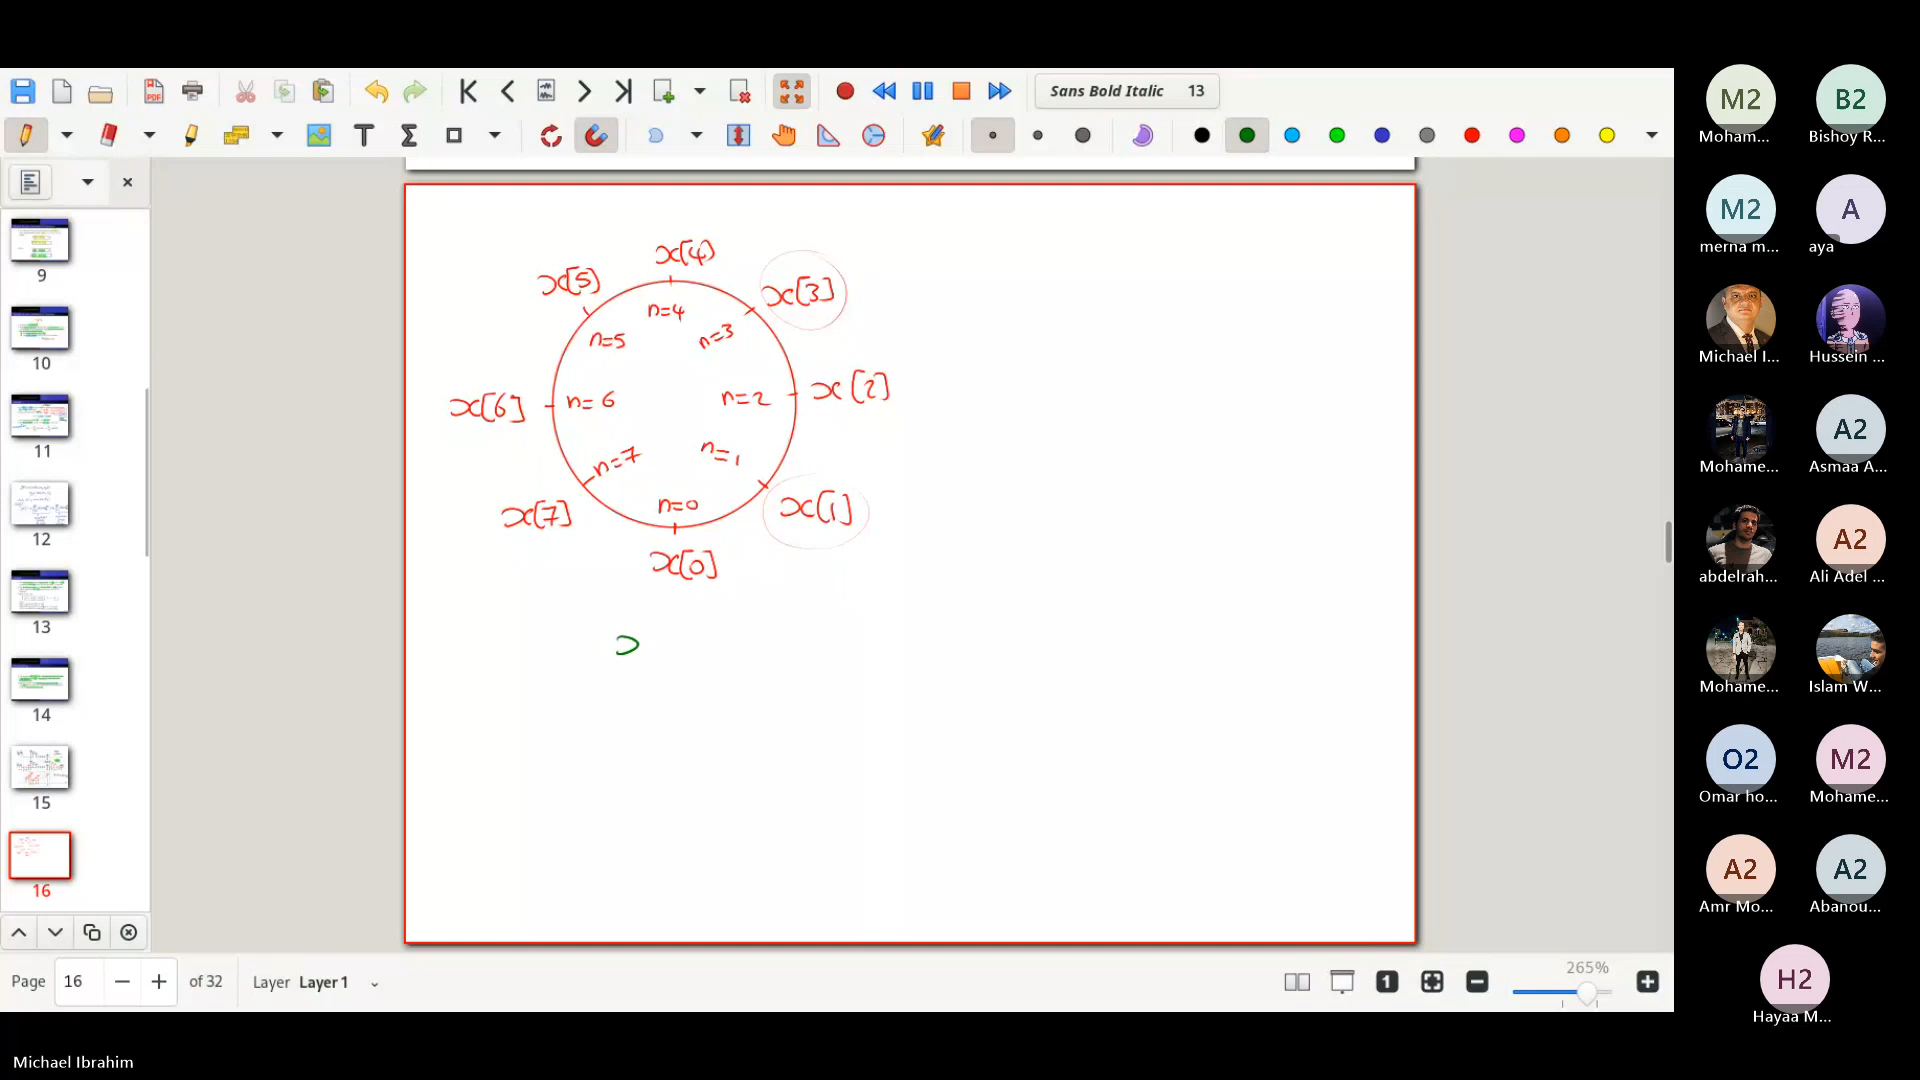 Sans Bold Italic 13
9
10
11
12
13
14
15
16
x[4]
x[5]
x[3]
n=4
n=5
n=3
x[6]
n=6
n=2
x[2]
n=7
n=1
x[7]
n=0
x[1]
x[0]
Page 16 of 32 Layer Layer 1
265%
M2 B2
Moham... Bishoy R...
M2 A
merna m... aya
Michael I... Hussein ...
A2
Mohame... Asmaa A...
A2
abdelrah... Ali Adel ...
Mohame... Islam W...
O2 M2
Omar ho... Mohame...
A2 A2
Amr Mo... Abanou...
H2
Hayaa M...
Michael Ibrahim